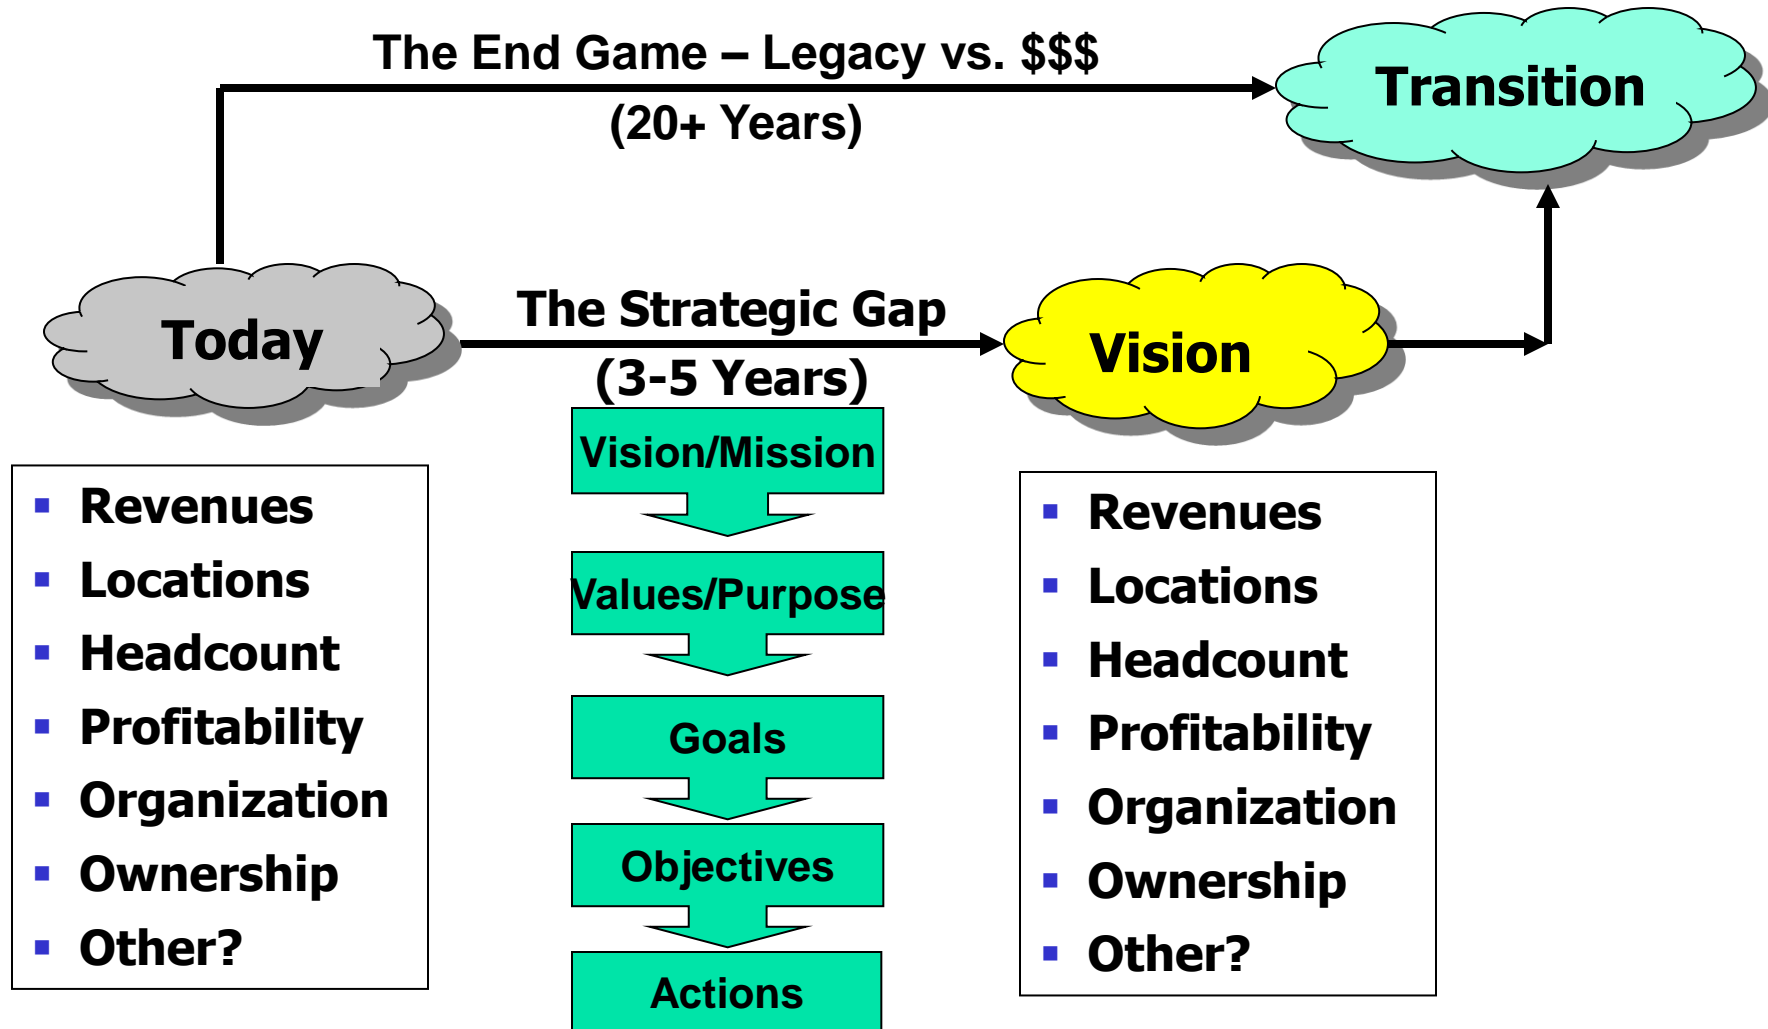 The End Game – Legacy vs. $$$
(20+ Years)
Transition
Today
The Strategic Gap
(3-5 Years)
Vision
Revenues
Locations
Headcount
Profitability
Organization
Ownership
Other?
Vision/Mission
Values/Purpose
Goals
Objectives
Actions
Revenues
Locations
Headcount
Profitability
Organization
Ownership
Other?